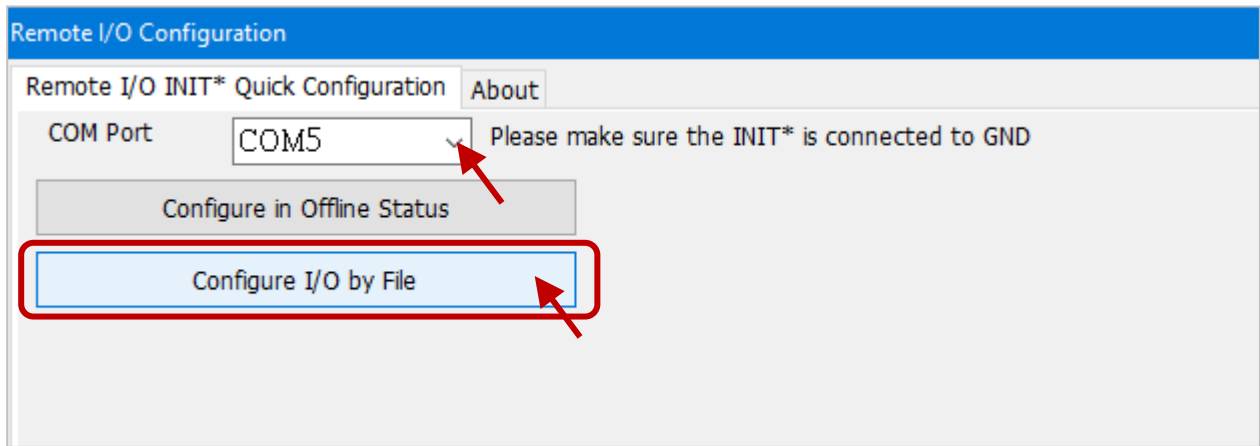 Remote I/O Configuration
Remote I/O INIT* Quick Configuration About
COM Port COM5 Please make sure the INIT* is connected to GND
Configure in Offline Status
Configure I/O by File